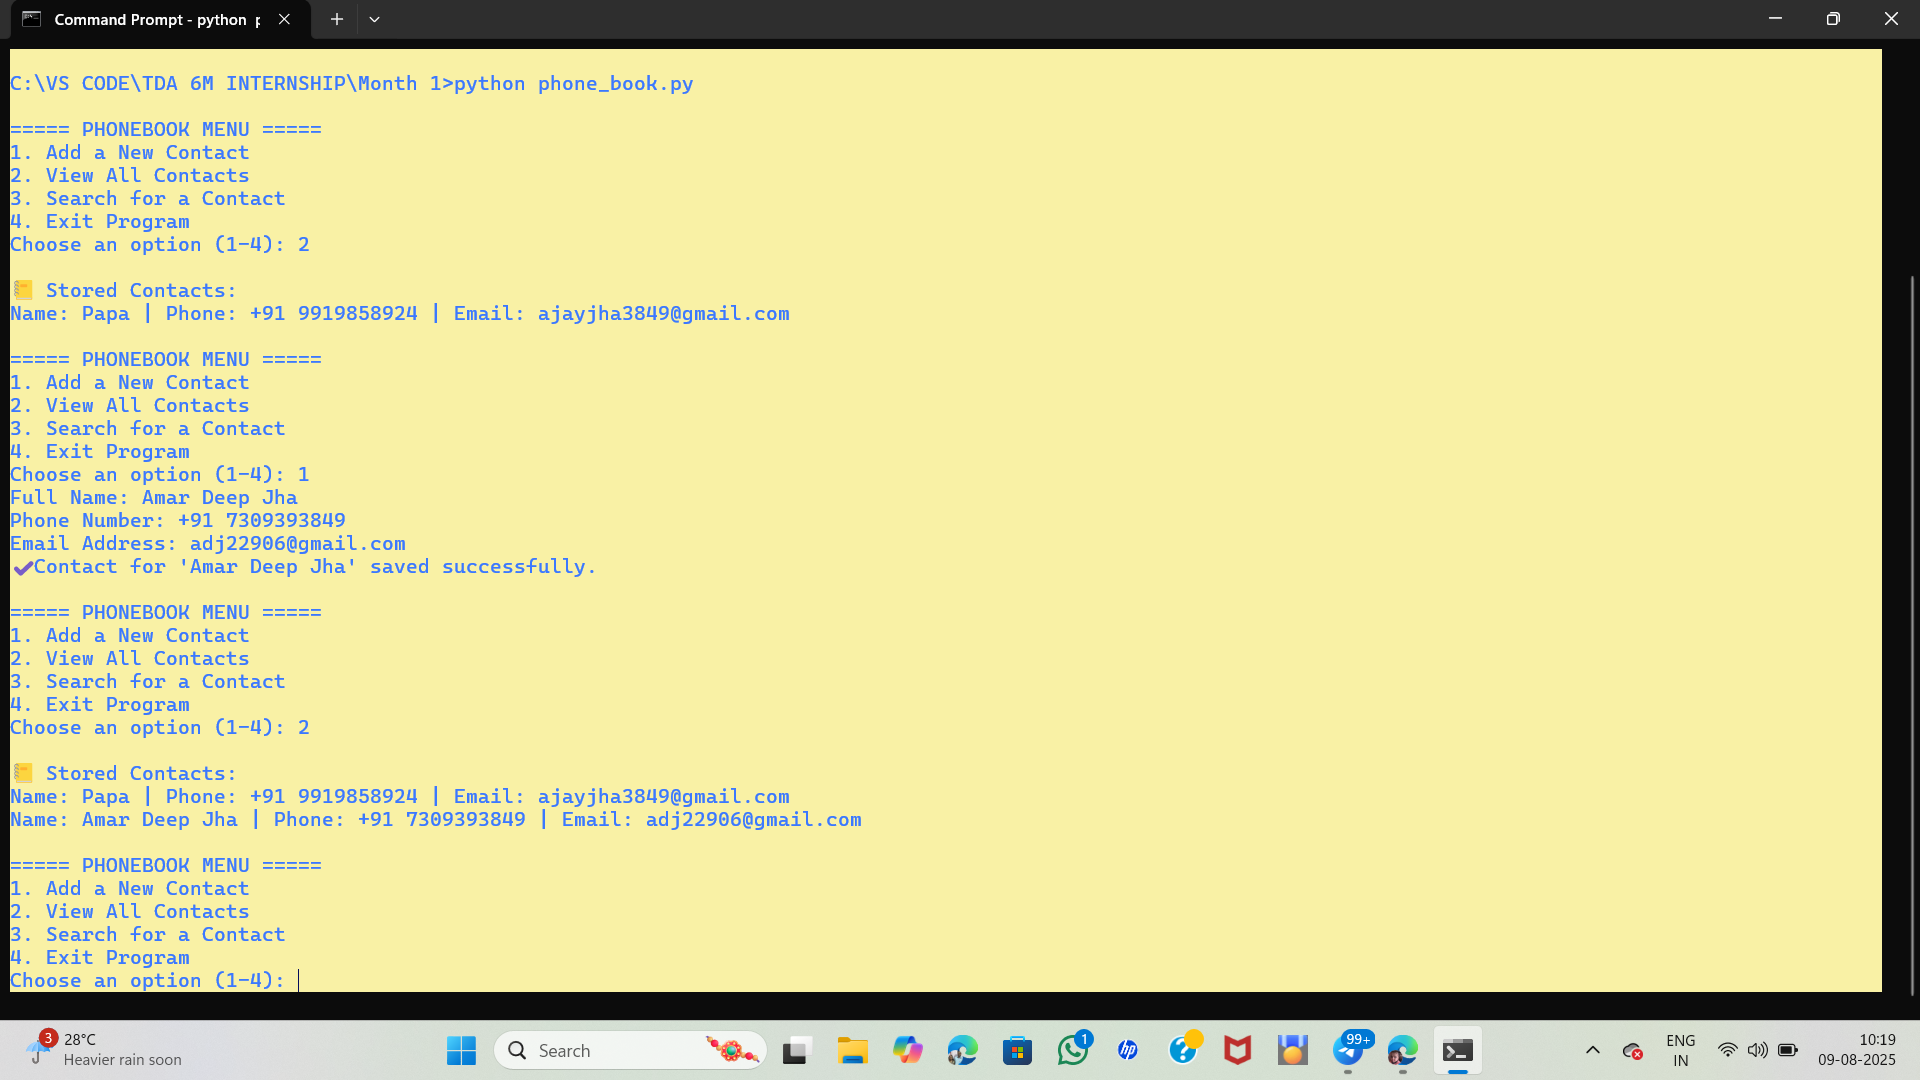 Command Prompt - python p
C:\VS CODE\TDA 6M INTERNSHIP\Month 1>python phone_book.py
===== PHONEBOOK MENU =====
1. Add a New Contact
2. View All Contacts
3. Search for a Contact
4. Exit Program
Choose an option (1-4): 2
📒 Stored Contacts:
Name: Papa | Phone: +91 9919858924 | Email: ajayjha3849@gmail.com
===== PHONEBOOK MENU =====
1. Add a New Contact
2. View All Contacts
3. Search for a Contact
4. Exit Program
Choose an option (1-4): 1
Full Name: Amar Deep Jha
Phone Number: +91 7309393849
Email Address: adj22906@gmail.com
✔Contact for 'Amar Deep Jha' saved successfully.
===== PHONEBOOK MENU =====
1. Add a New Contact
2. View All Contacts
3. Search for a Contact
4. Exit Program
Choose an option (1-4): 2
📒 Stored Contacts:
Name: Papa | Phone: +91 9919858924 | Email: ajayjha3849@gmail.com
Name: Amar Deep Jha | Phone: +91 7309393849 | Email: adj22906@gmail.com
===== PHONEBOOK MENU =====
1. Add a New Contact
2. View All Contacts
3. Search for a Contact
4. Exit Program
Choose an option (1-4):
3
28°C
Heavier rain soon
Search
1
hp
?
99+
ENG
IN
10:19
09-08-2025